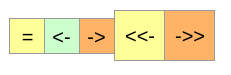 = <- -> <<- ->>